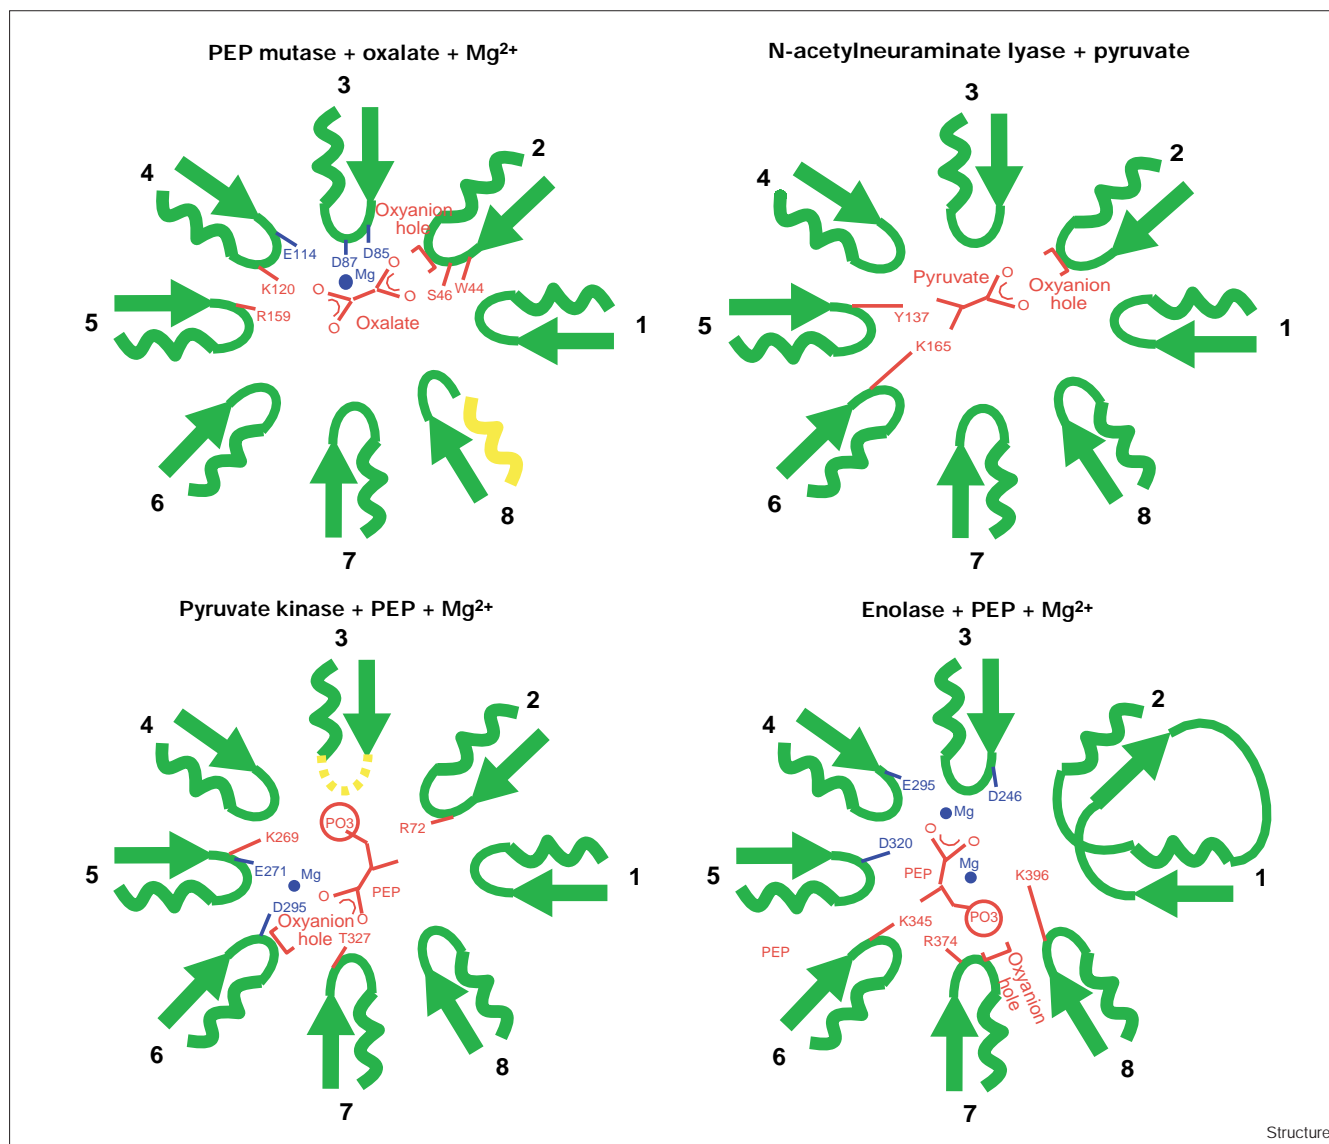 PEP mutase + oxalate + Mg²⁺
3
2
4
Oxyanion
hole
E114
D87
D85
Mg
K120
S46
W44
O
O
O
O
R159
Oxalate
5
1
6
8
7
N-acetylneuraminate lyase + pyruvate
3
2
4
Pyruvate
O
O
Oxyanion
hole
Y137
5
1
K165
6
8
7
Pyruvate kinase + PEP + Mg²⁺
3
2
4
PO3
R72
K269
E271
Mg
PEP
5
1
D295
O
O
Oxyanion
hole
T327
6
8
7
Enolase + PEP + Mg²⁺
3
2
4
E295
D246
Mg
O
O
D320
Mg
PEP
K396
5
1
K345
PO3
R374
PEP
Oxyanion
hole
6
8
7
Structure